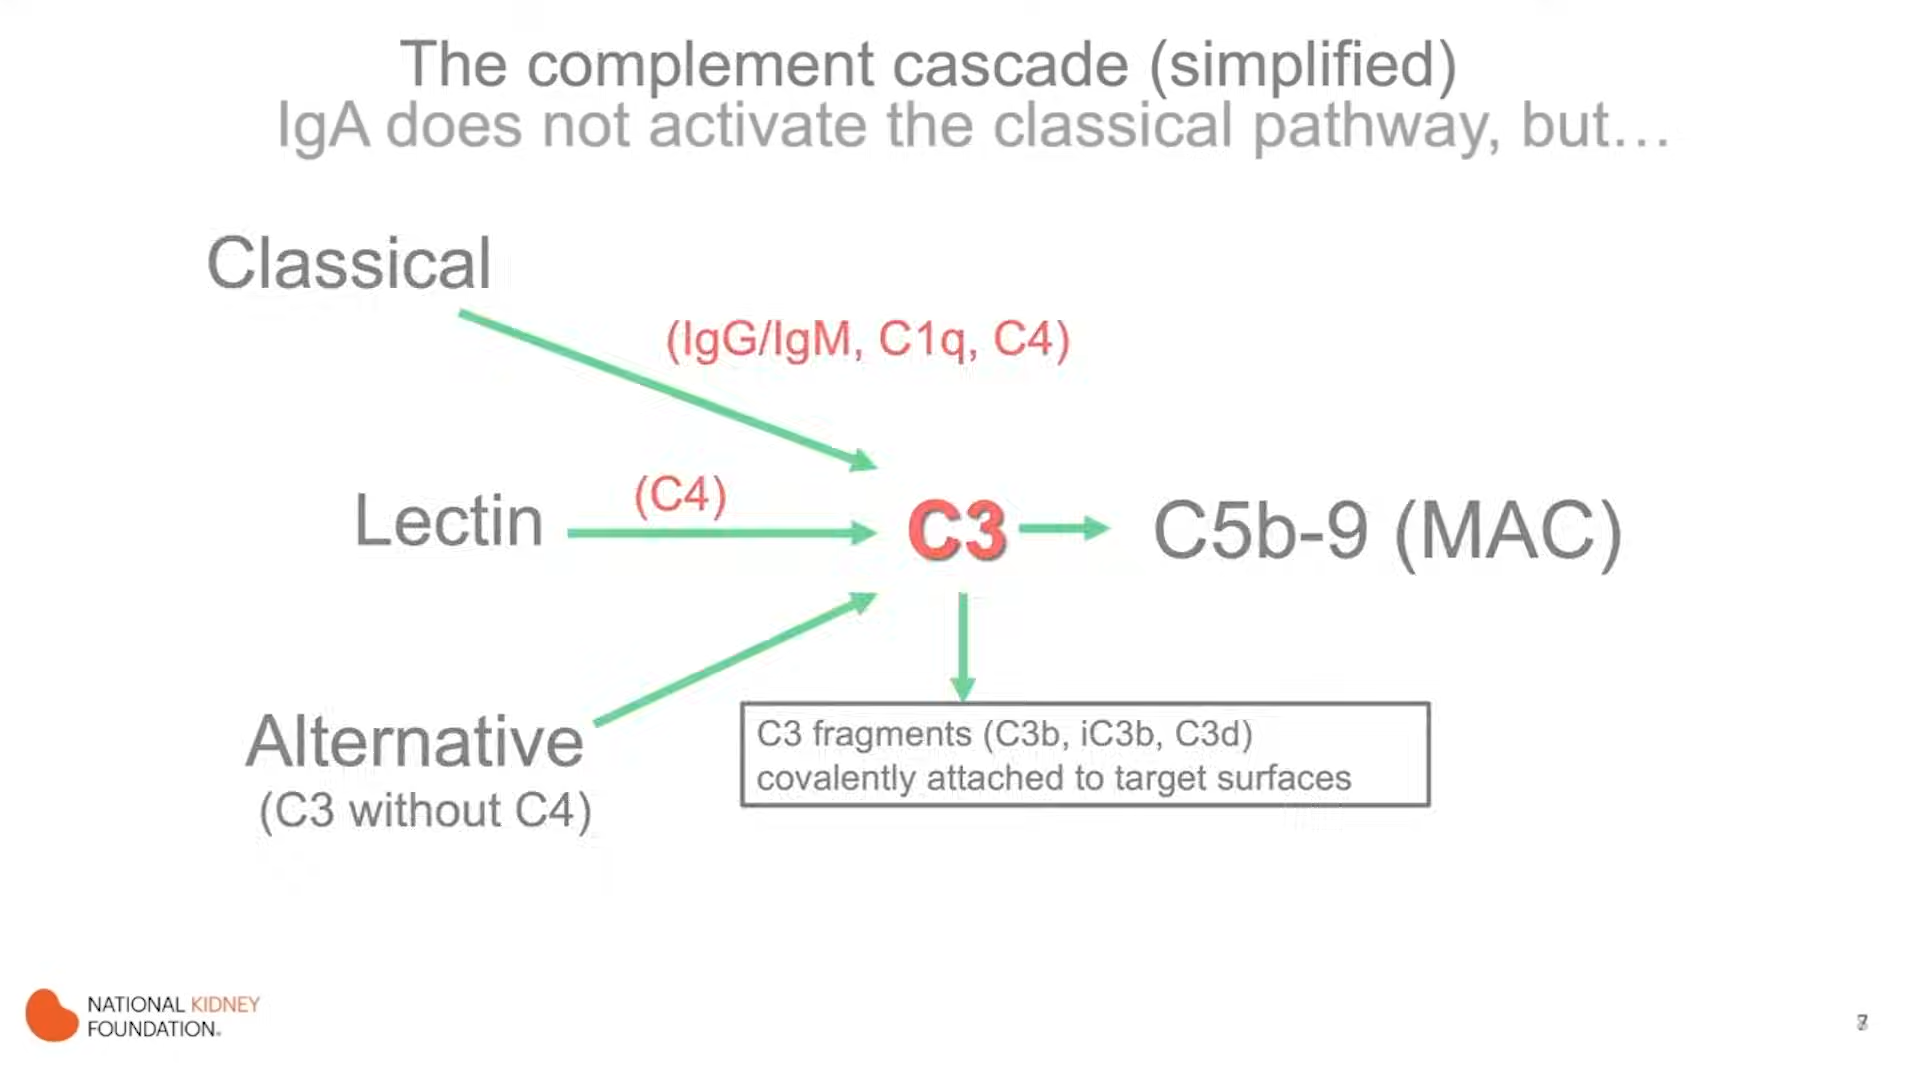 The complement cascade (simplified)
IgA does not activate the classical pathway, but…
Classical
(IgG/IgM, C1q, C4)
Lectin
(C4)
C3
C5b-9 (MAC)
Alternative
(C3 without C4)
C3 fragments (C3b, iC3b, C3d)
covalently attached to target surfaces
NATIONAL KIDNEY
FOUNDATION